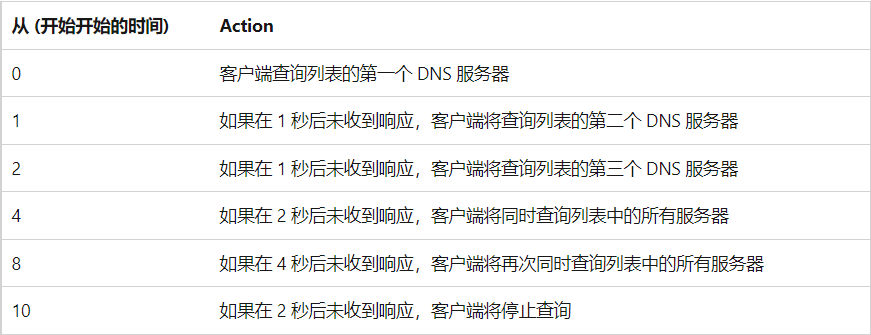 从 (开始开始的时间) Action
0 客户端查询列表的第一个 DNS 服务器
1 如果在 1 秒后未收到响应，客户端将查询列表的第二个 DNS 服务器
2 如果在 1 秒后未收到响应，客户端将查询列表的第三个 DNS 服务器
4 如果在 2 秒后未收到响应，客户端将同时查询列表中的所有服务器
8 如果在 4 秒后未收到响应，客户端将再次同时查询列表中的所有服务器
10 如果在 2 秒后未收到响应，客户端将停止查询